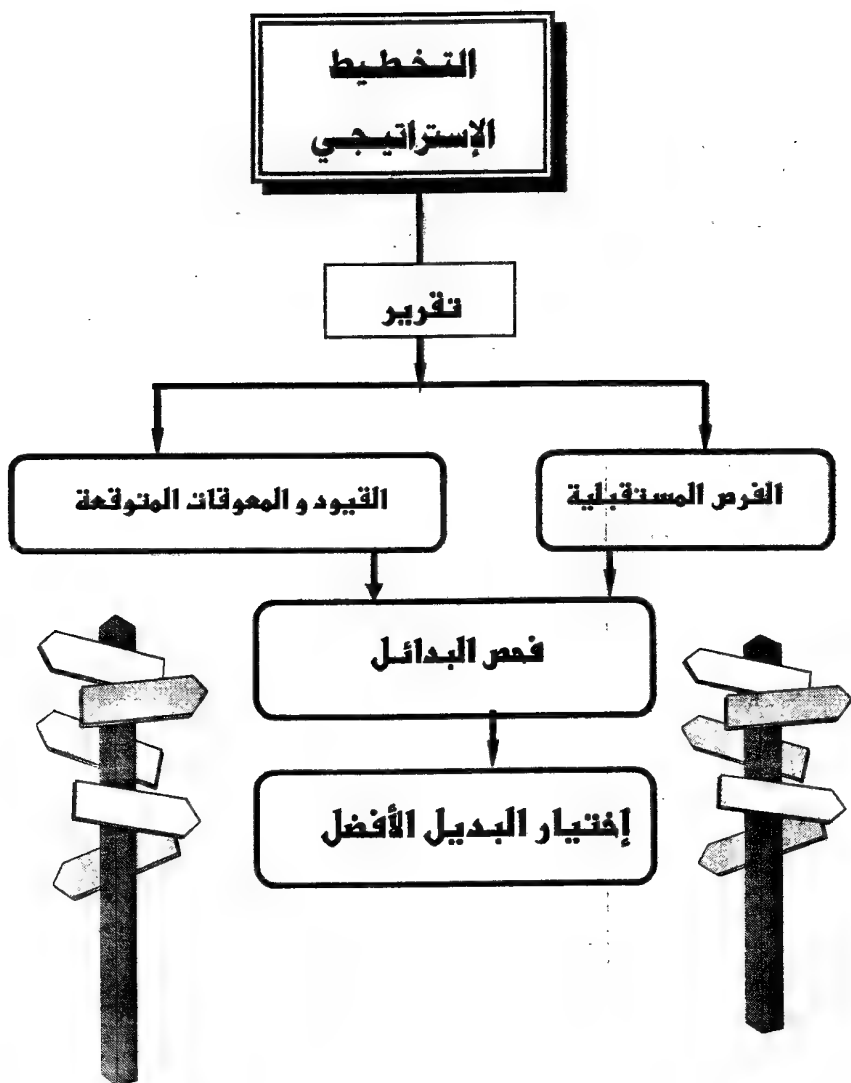 التخطيط
الإستراتيجي
تقرير
الفرص المستقبلية
القيود و المعوقات المتوقعة
فحص البدائل
إختيار البديل الأفضل